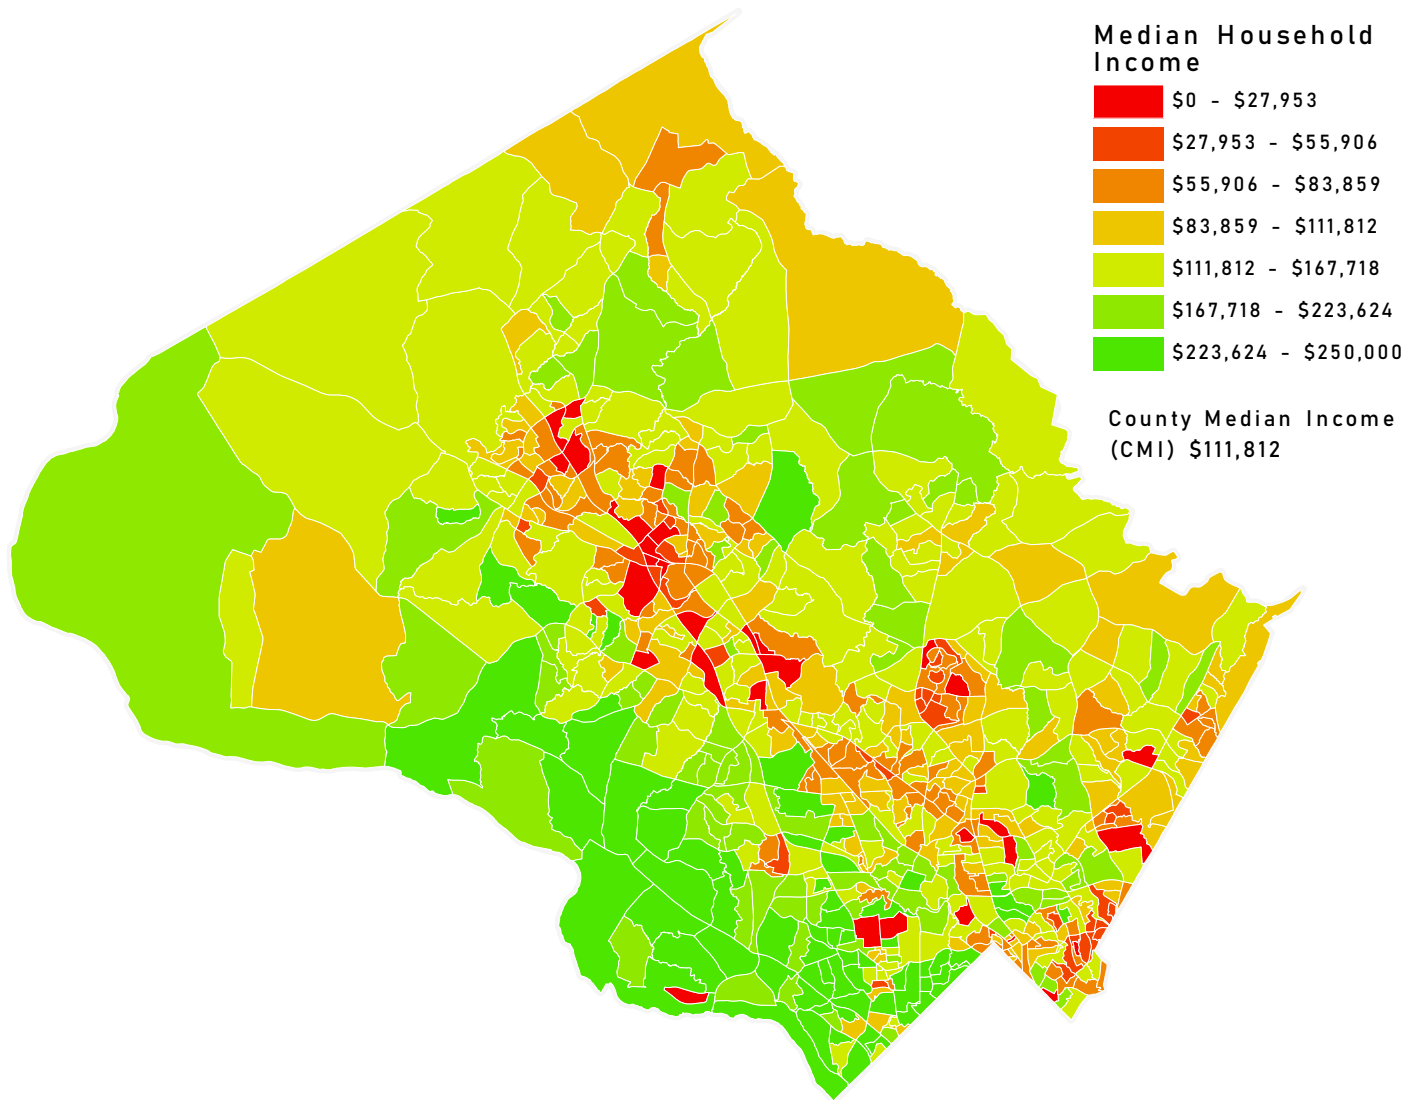 Median Household
Income
$0 - $27,953
$27,953 - $55,906
$55,906 - $83,859
$83,859 - $111,812
$111,812 - $167,718
$167,718 - $223,624
$223,624 - $250,000
County Median Income
(CMI) $111,812